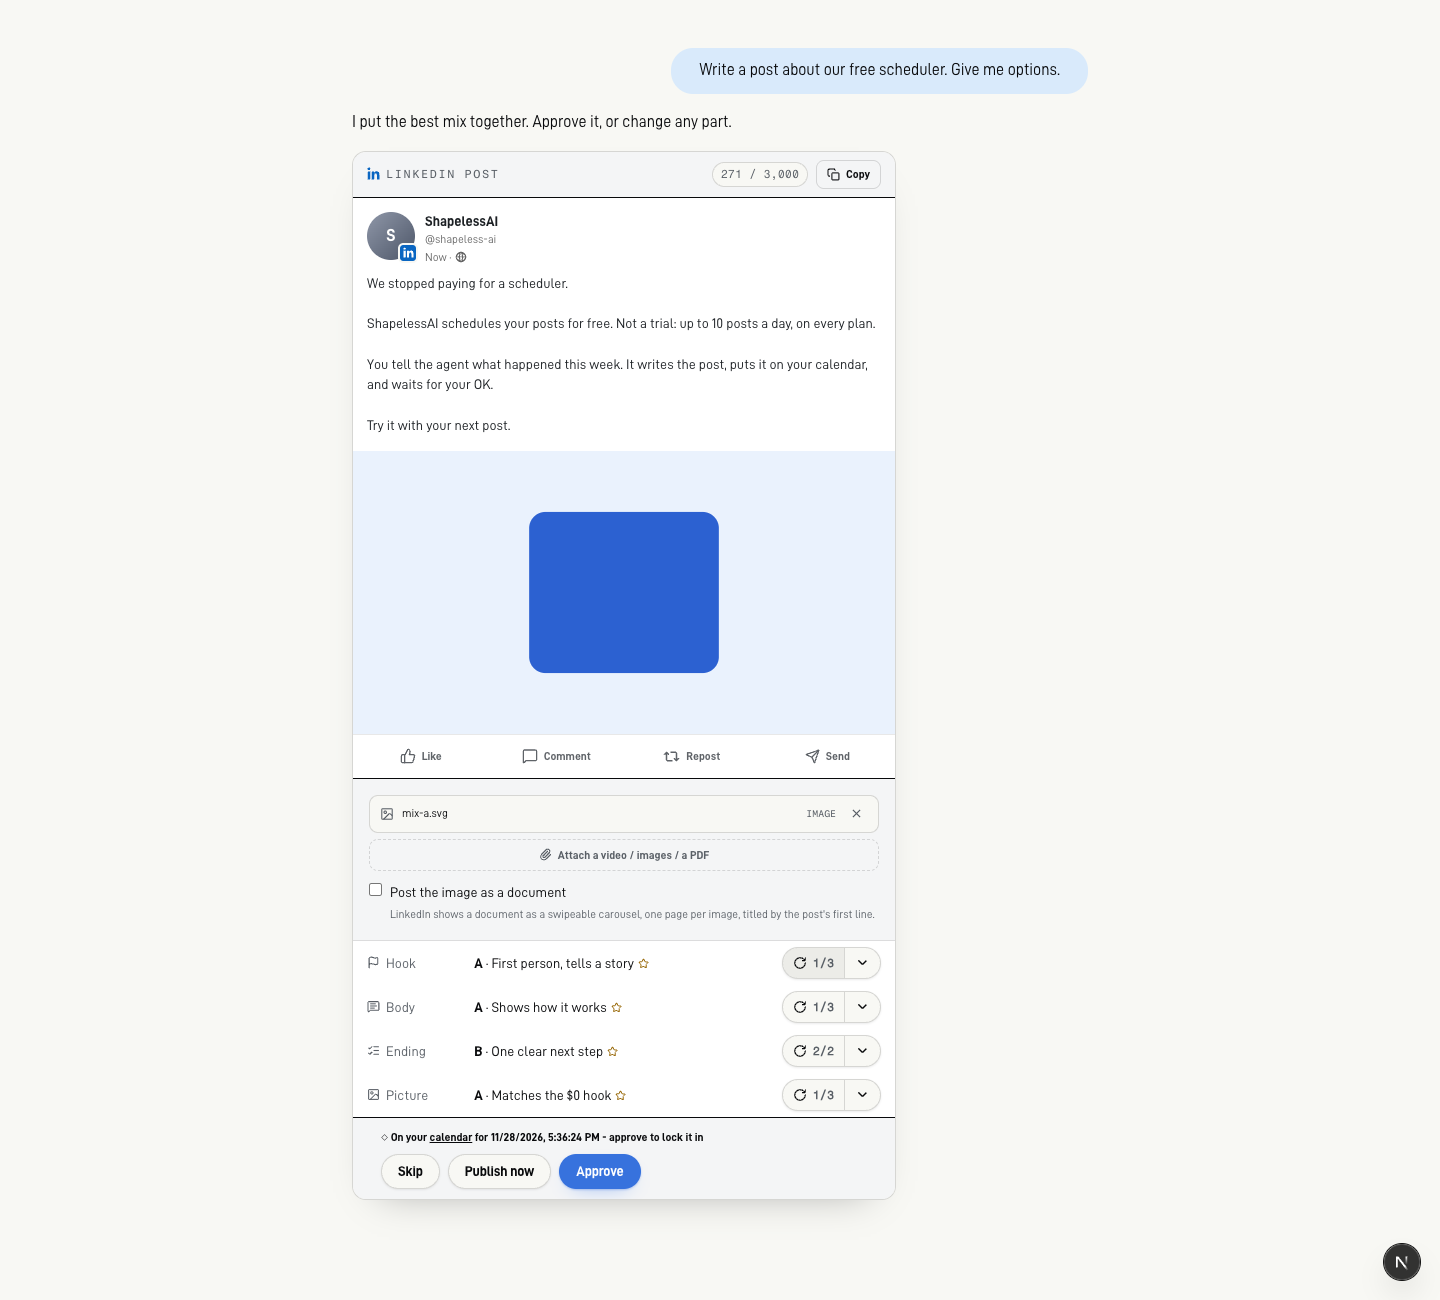 Write a post about our free scheduler. Give me options.
I put the best mix together. Approve it, or change any part.
in LINKEDIN POST 271 / 3,000 Copy
S in
ShapelessAI
@shapeless-ai
Now ·
We stopped paying for a scheduler.
ShapelessAI schedules your posts for free. Not a trial: up to 10 posts a day, on every plan.
You tell the agent what happened this week. It writes the post, puts it on your calendar,
and waits for your OK.
Try it with your next post.
Like Comment Repost Send
mix-a.svg IMAGE
Attach a video / images / a PDF
Post the image as a document
LinkedIn shows a document as a swipeable carousel, one page per image, titled by the post's first line.
Hook A · First person, tells a story 1/3
Body A · Shows how it works 1/3
Ending B · One clear next step 2/2
Picture A · Matches the $0 hook 1/3
On your calendar for 11/28/2026, 5:36:24 PM - approve to lock it in
Skip Publish now Approve
N